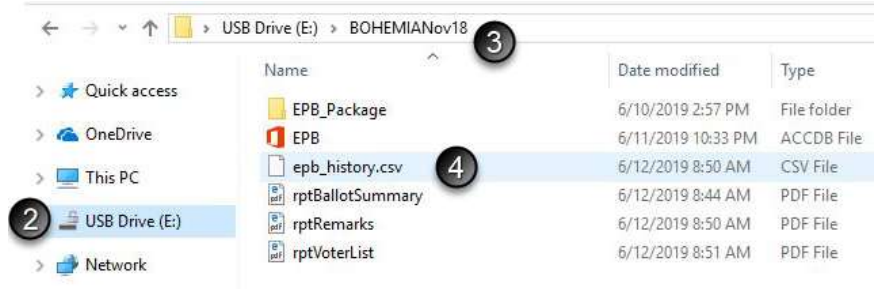 USB Drive (E:) > BOHEMIANov18
3
Name Date modified Type
Quick access
EPB_Package 6/10/2019 2:57 PM File folder
OneDrive
EPB 6/11/2019 10:33 PM ACCDB File
epb_history.csv 4 6/12/2019 8:50 AM CSV File
This PC
rptBallotSummary 6/12/2019 8:44 AM PDF File
2 USB Drive (E:)
rptRemarks 6/12/2019 8:50 AM PDF File
rptVoterList 6/12/2019 8:51 AM PDF File
Network